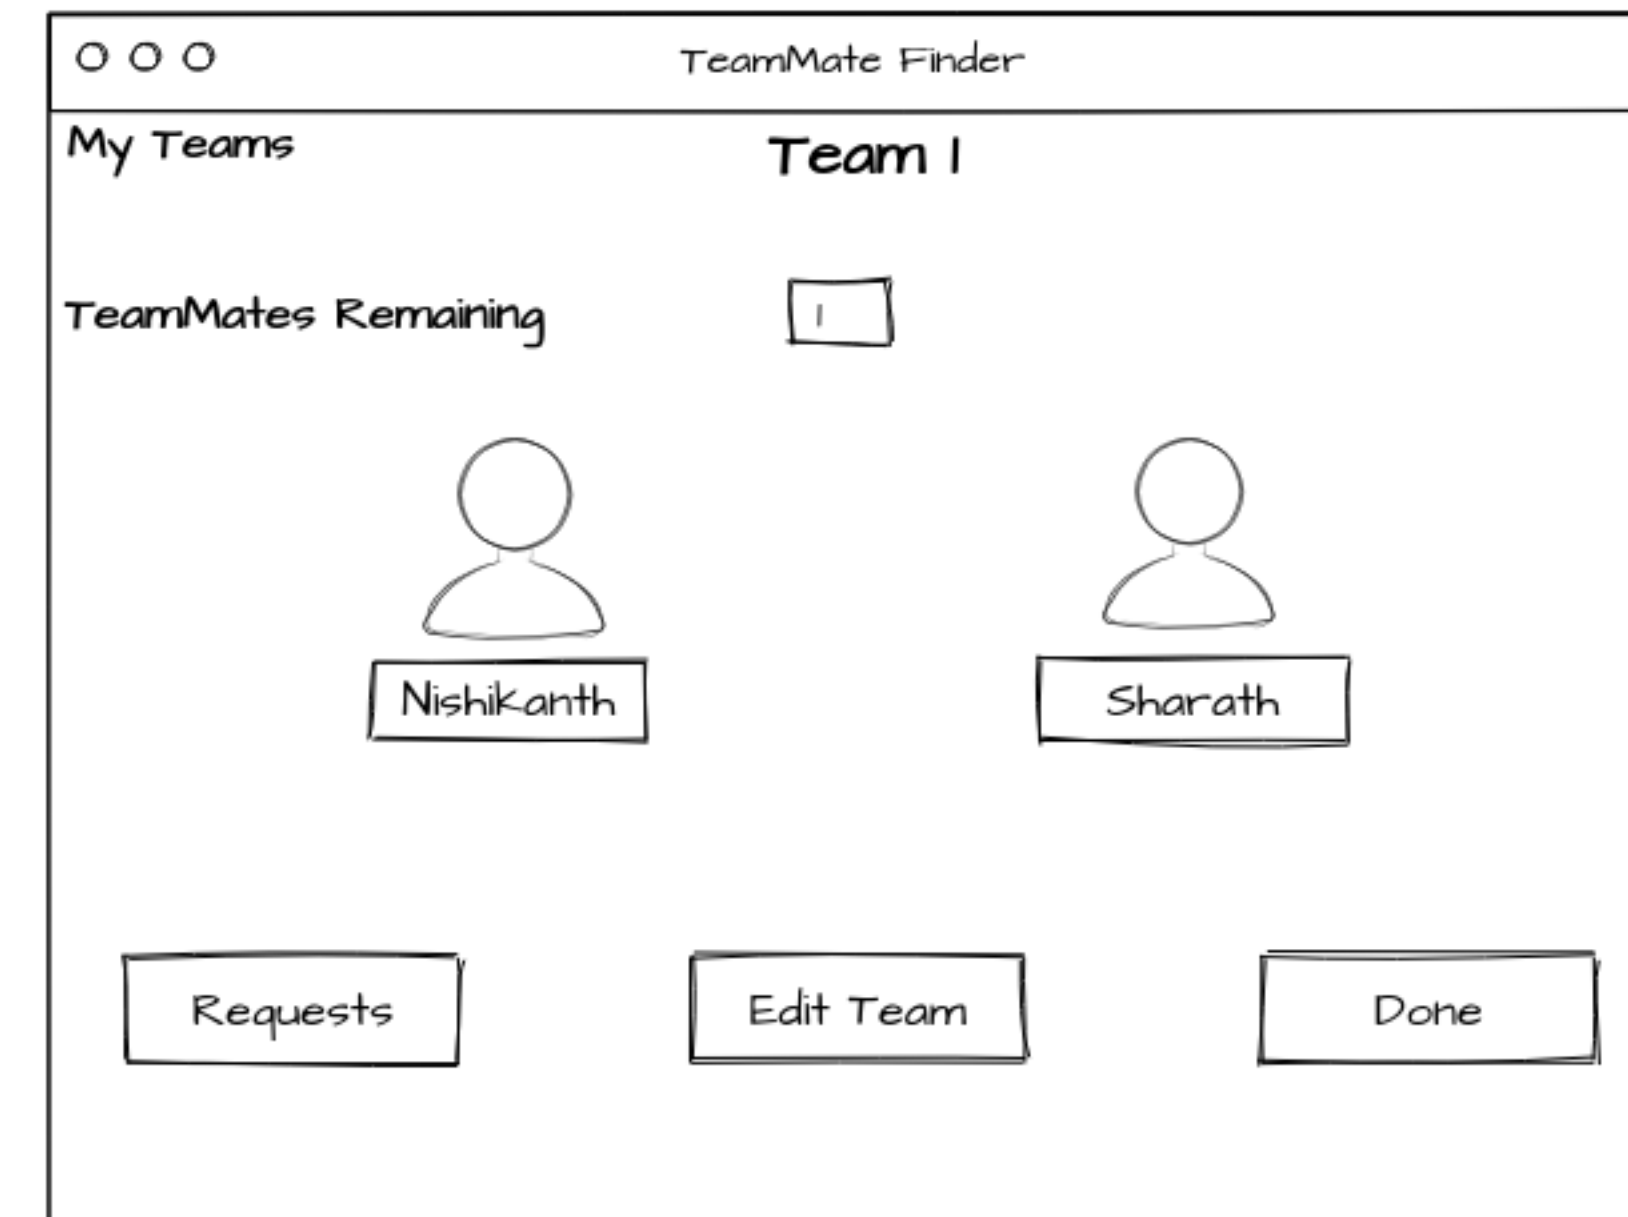 TeamMate Finder
My Teams
Team 1
TeamMates Remaining
1
Nishikanth
Sharath
Requests
Edit Team
Done